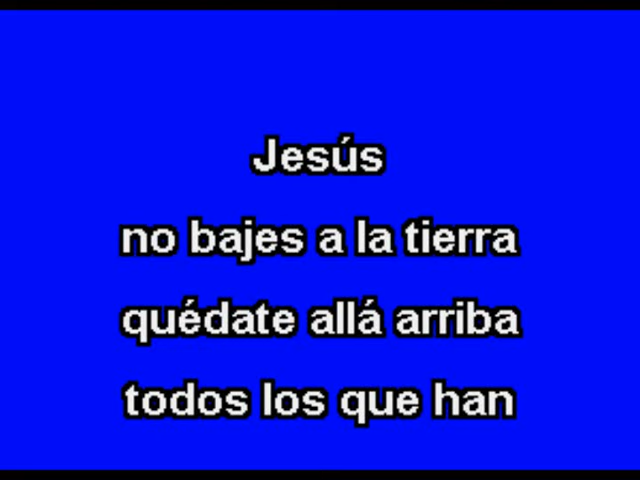 Jesús
no bajes a la tierra
quédate allá arriba
todos los que han